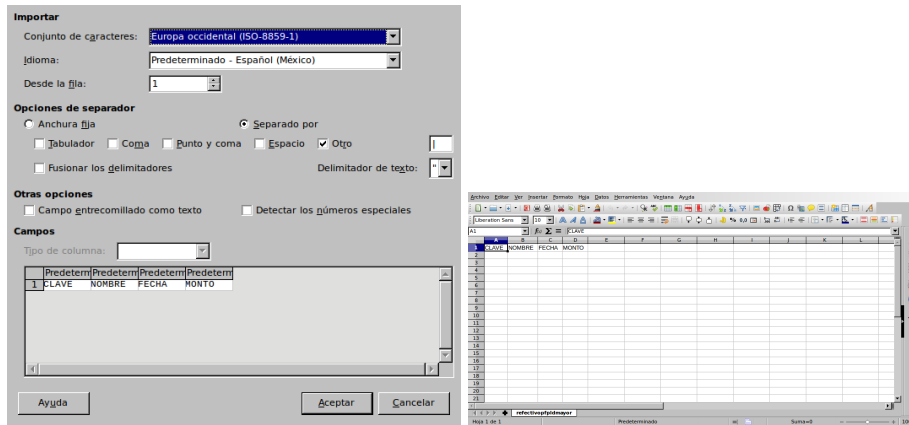 Importar
Conjunto de caracteres: Europa occidental (ISO-8859-1)
Idioma: Predeterminado - Español (México)
Desde la fila: 1
Opciones de separador
Anchura fija Separado por
Tabulador Coma Punto y coma Espacio Otro |
Fusionar los delimitadores Delimitador de texto: "
Otras opciones
Campo entrecomillado como texto Detectar los números especiales
Campos
Tipo de columna:
Predeterm Predeterm Predeterm Predeterm
1 CLAVE NOMBRE FECHA MONTO
Ayuda Aceptar Cancelar
Archivo Editar Ver Insertar Formato Hoja Datos Herramientas Ventana Ayuda
Liberation Sans 10
A1 CLAVE
A B C D E F G H I J K L
1 CLAVE NOMBRE FECHA MONTO
2
3
4
5
6
7
8
9
10
11
12
13
14
15
16
17
18
19
20
21
refectivopfpldmayor
Hoja 1 de 1 Predeterminado Suma=0 100